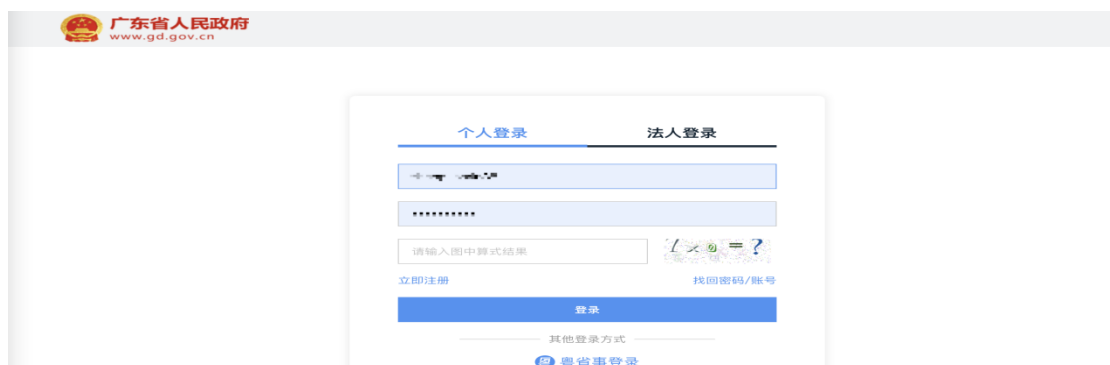 广东省人民政府
www.gd.gov.cn
个人登录 法人登录
••••••••••
请输入图中算式结果 1×0=?
立即注册 找回密码/账号
登录
其他登录方式
粤省事登录